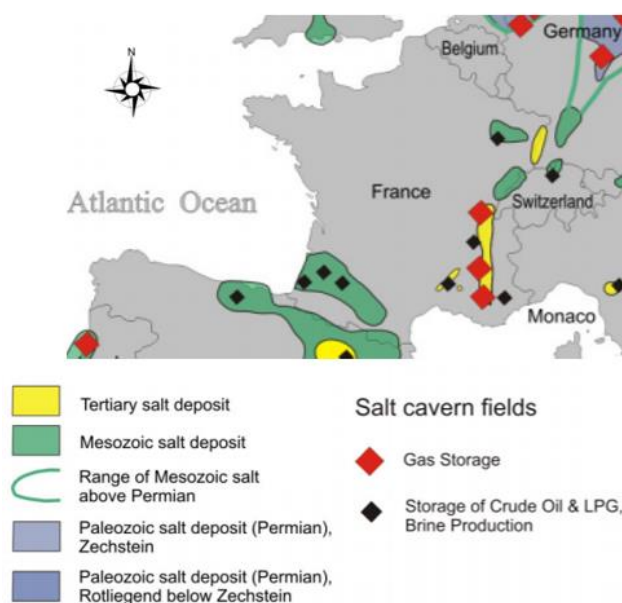 N
Belgium
Germany
France
Switzerland
Atlantic Ocean
Monaco
Tertiary salt deposit
Mesozoic salt deposit
Range of Mesozoic salt
above Permian
Paleozoic salt deposit (Permian),
Zechstein
Paleozoic salt deposit (Permian),
Rotliegend below Zechstein
Salt cavern fields
Gas Storage
Storage of Crude Oil & LPG,
Brine Production